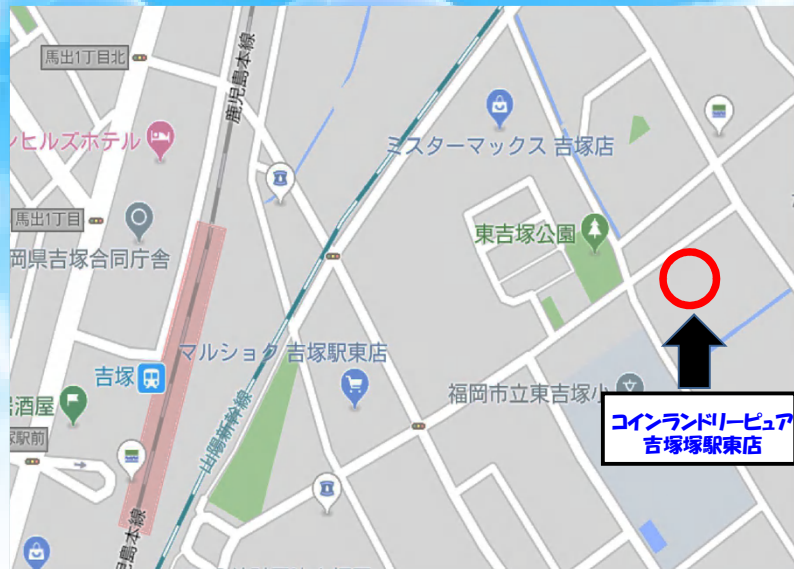 馬出1丁目北
鹿児島本線
ンヒルズホテル
ミスターマックス 吉塚店
馬出1丁目
東吉塚公園
岡県吉塚合同庁舎
マルショク 吉塚駅東店
吉塚
福岡市立東吉塚小
居酒屋
山陽新幹線
コインランドリーピュア
吉塚塚駅東店
塚駅前
児島本線